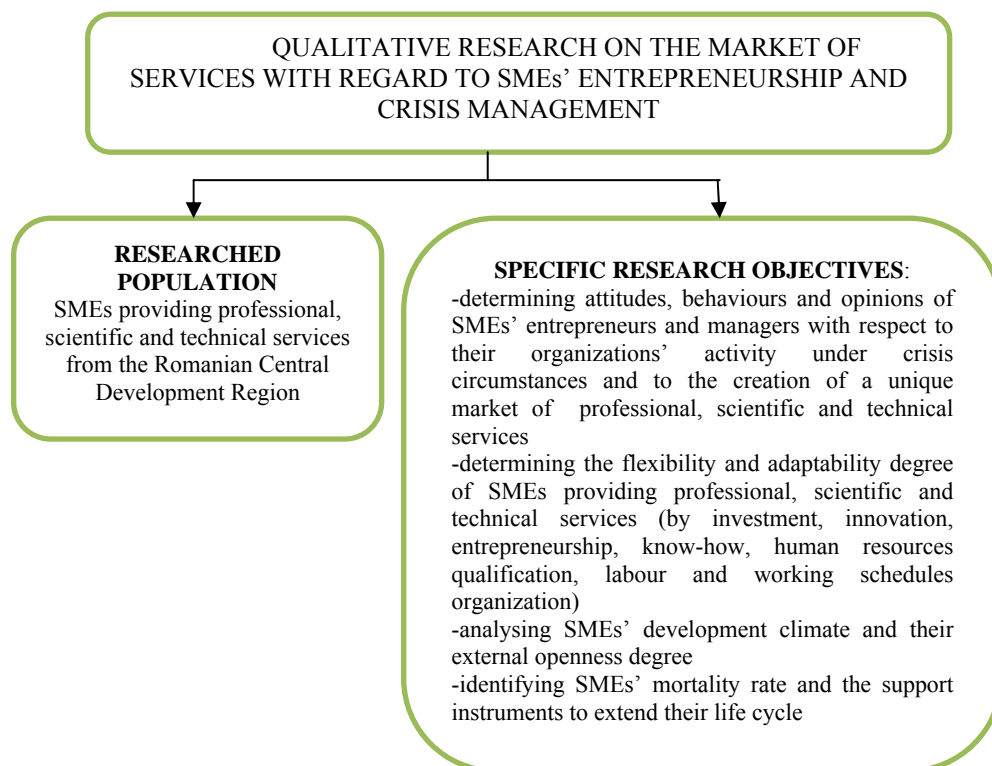 QUALITATIVE RESEARCH ON THE MARKET OF
SERVICES WITH REGARD TO SMEs’ ENTREPRENEURSHIP AND
CRISIS MANAGEMENT
RESEARCHED
POPULATION
SMEs providing professional,
scientific and technical services
from the Romanian Central
Development Region
SPECIFIC RESEARCH OBJECTIVES:
-determining attitudes, behaviours and opinions of
SMEs’ entrepreneurs and managers with respect to
their organizations’ activity under crisis
circumstances and to the creation of a unique
market of professional, scientific and technical
services
-determining the flexibility and adaptability degree
of SMEs providing professional, scientific and
technical services (by investment, innovation,
entrepreneurship, know-how, human resources
qualification, labour and working schedules
organization)
-analysing SMEs’ development climate and their
external openness degree
-identifying SMEs’ mortality rate and the support
instruments to extend their life cycle